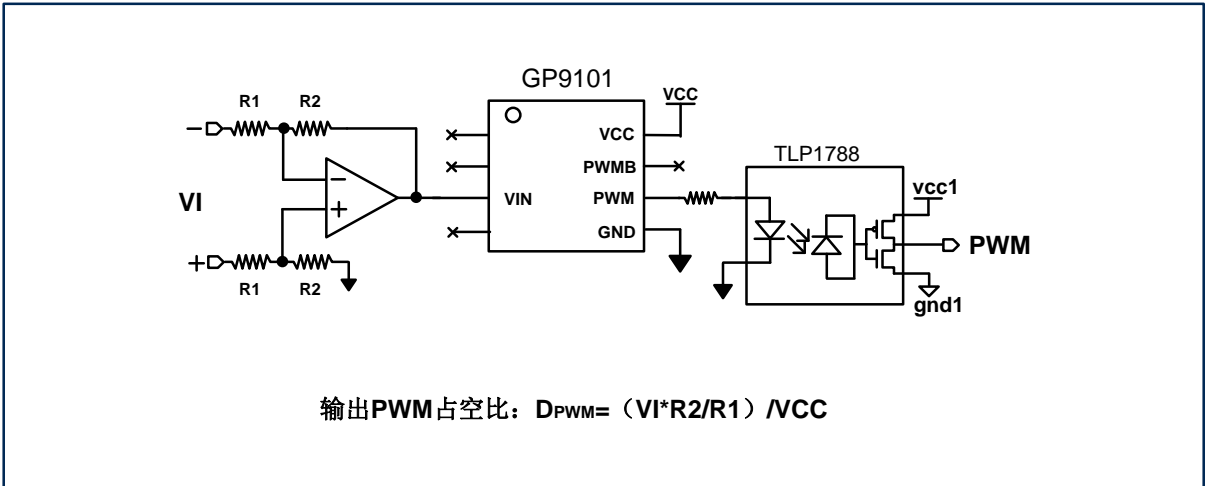 GP9101
R1
R2
VCC
VCC
PWMB
TLP1788
VI
VIN
PWM
vcc1
PWM
GND
R1
R2
gnd1
输出PWM占空比：DPWM=（VI*R2/R1）/VCC